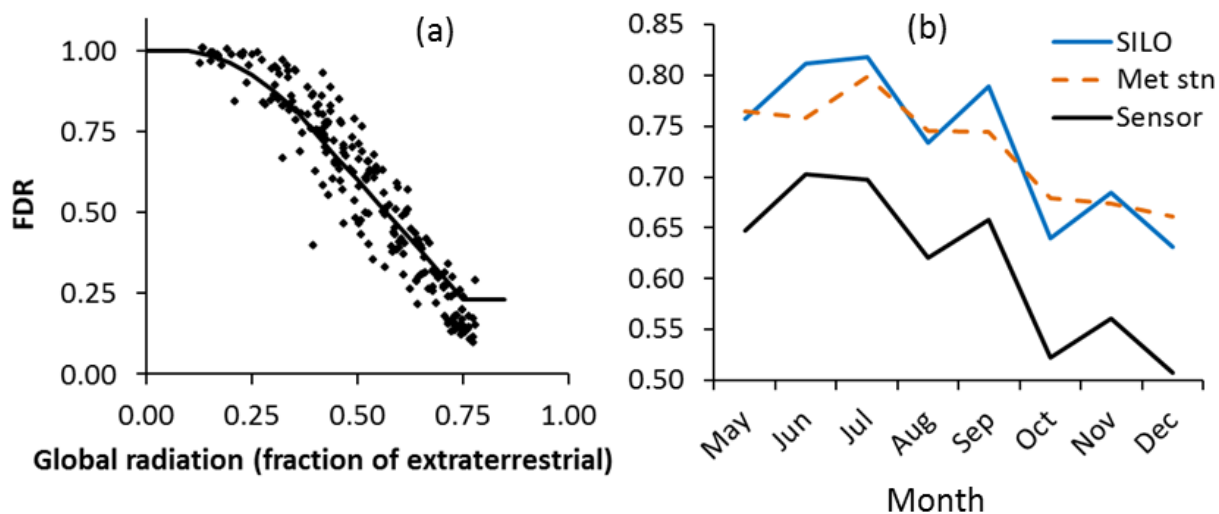 (a)
FDR
1.00
0.75
0.50
0.25
0.00
0.00 0.25 0.50 0.75 1.00
Global radiation (fraction of extraterrestrial)
(b)
SILO
Met stn
Sensor
0.85
0.80
0.75
0.70
0.65
0.60
0.55
0.50
May Jun Jul Aug Sep Oct Nov Dec
Month